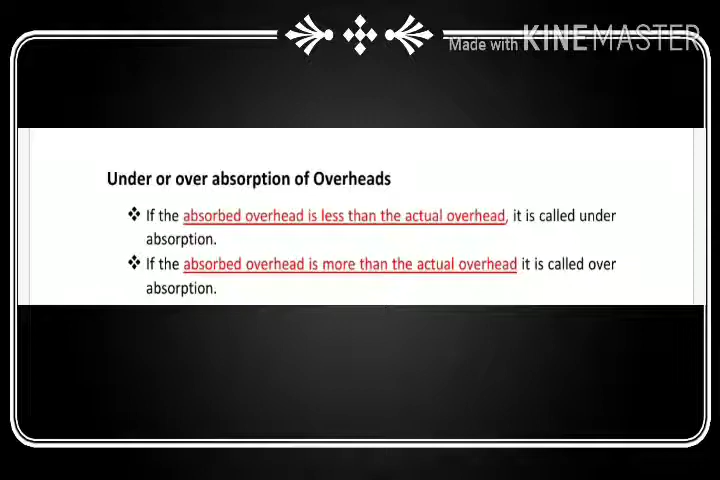 Made with KINEMASTER
Under or over absorption of Overheads
❖ If the absorbed overhead is less than the actual overhead, it is called under
absorption.
❖ If the absorbed overhead is more than the actual overhead it is called over
absorption.